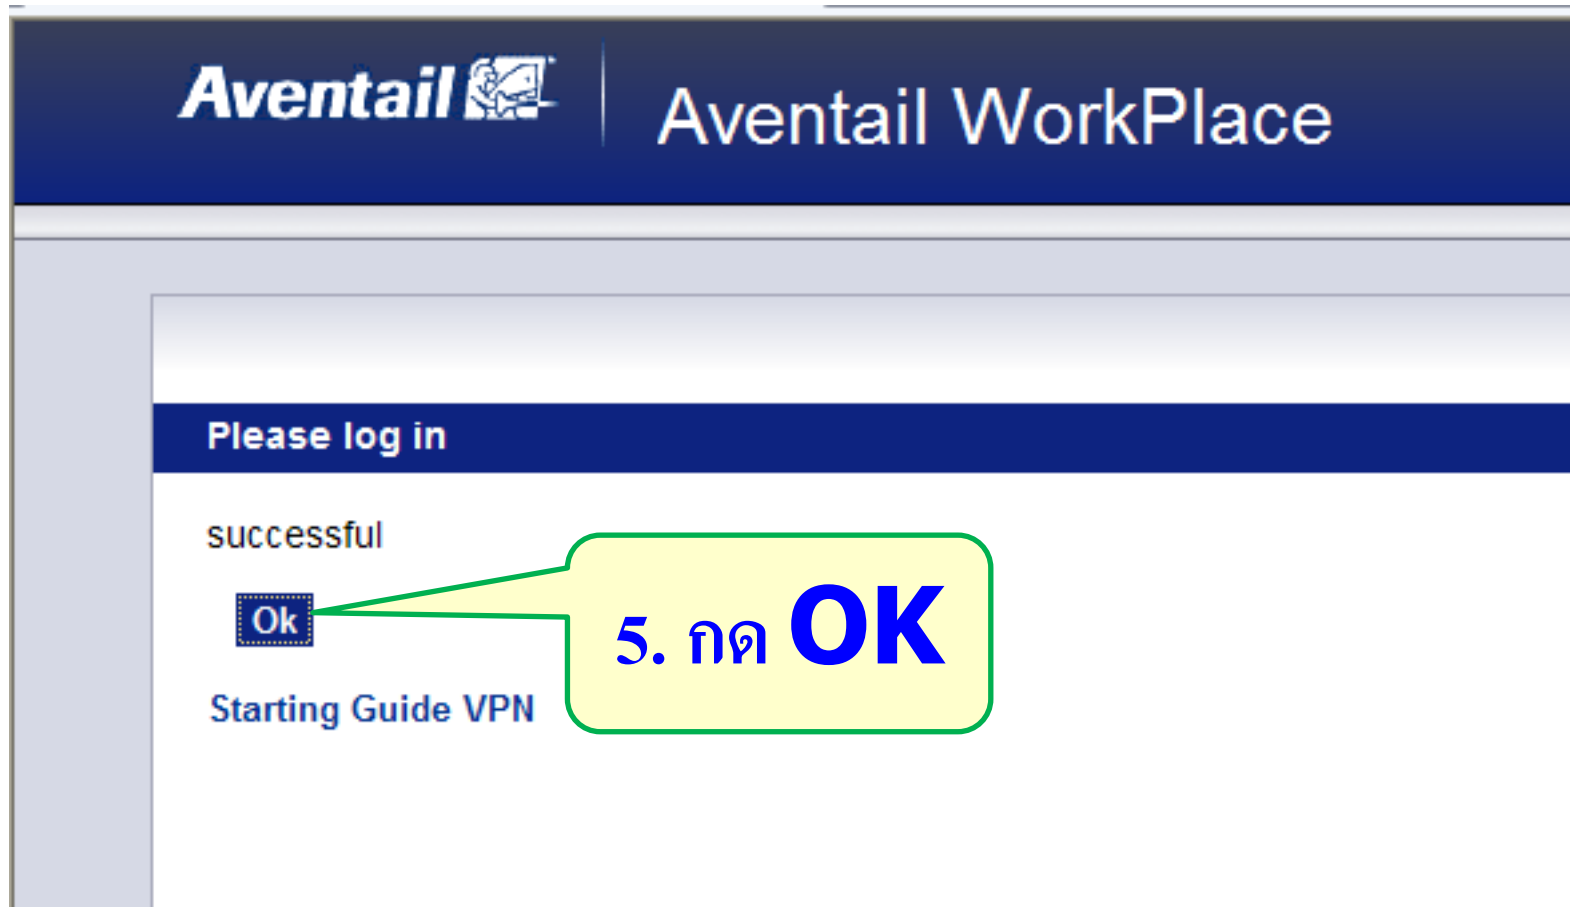 Aventail
Aventail WorkPlace
Please log in
successful
Ok
5. กด OK
Starting Guide VPN